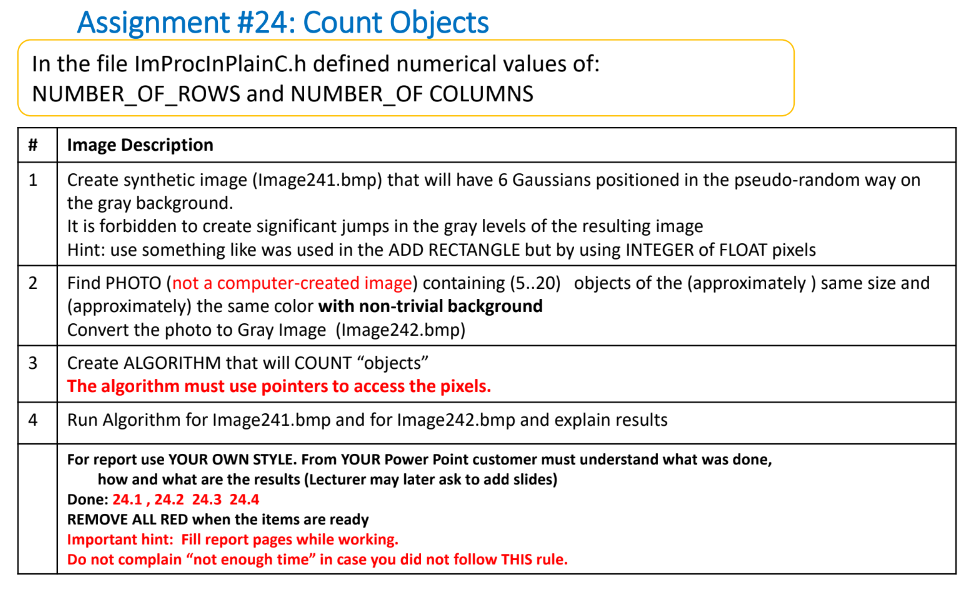 Assignment #24: Count Objects
In the file ImProcInPlainC.h defined numerical values of:
NUMBER_OF_ROWS and NUMBER_OF COLUMNS
# Image Description
1 Create synthetic image (Image241.bmp) that will have 6 Gaussians positioned in the pseudo-random way on
the gray background.
It is forbidden to create significant jumps in the gray levels of the resulting image
Hint: use something like was used in the ADD RECTANGLE but by using INTEGER of FLOAT pixels
2 Find PHOTO (not a computer-created image) containing (5..20) objects of the (approximately ) same size and
(approximately) the same color with non-trivial background
Convert the photo to Gray Image (Image242.bmp)
3 Create ALGORITHM that will COUNT “objects”
The algorithm must use pointers to access the pixels.
4 Run Algorithm for Image241.bmp and for Image242.bmp and explain results
For report use YOUR OWN STYLE. From YOUR Power Point customer must understand what was done,
how and what are the results (Lecturer may later ask to add slides)
Done: 24.1 , 24.2 24.3 24.4
REMOVE ALL RED when the items are ready
Important hint: Fill report pages while working.
Do not complain “not enough time” in case you did not follow THIS rule.